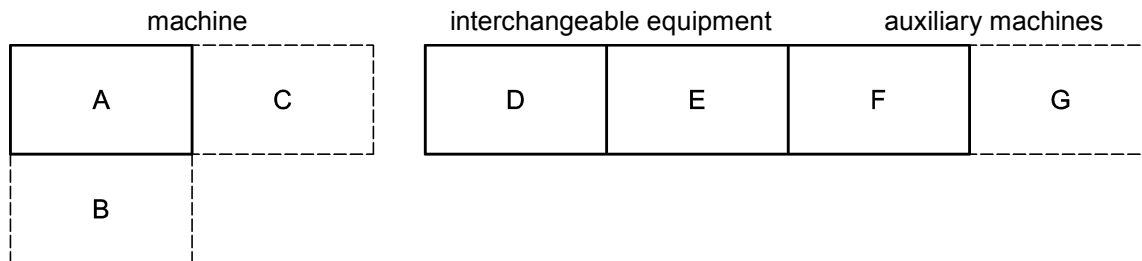 machine interchangeable equipment auxiliary machines
A C D E F G
B